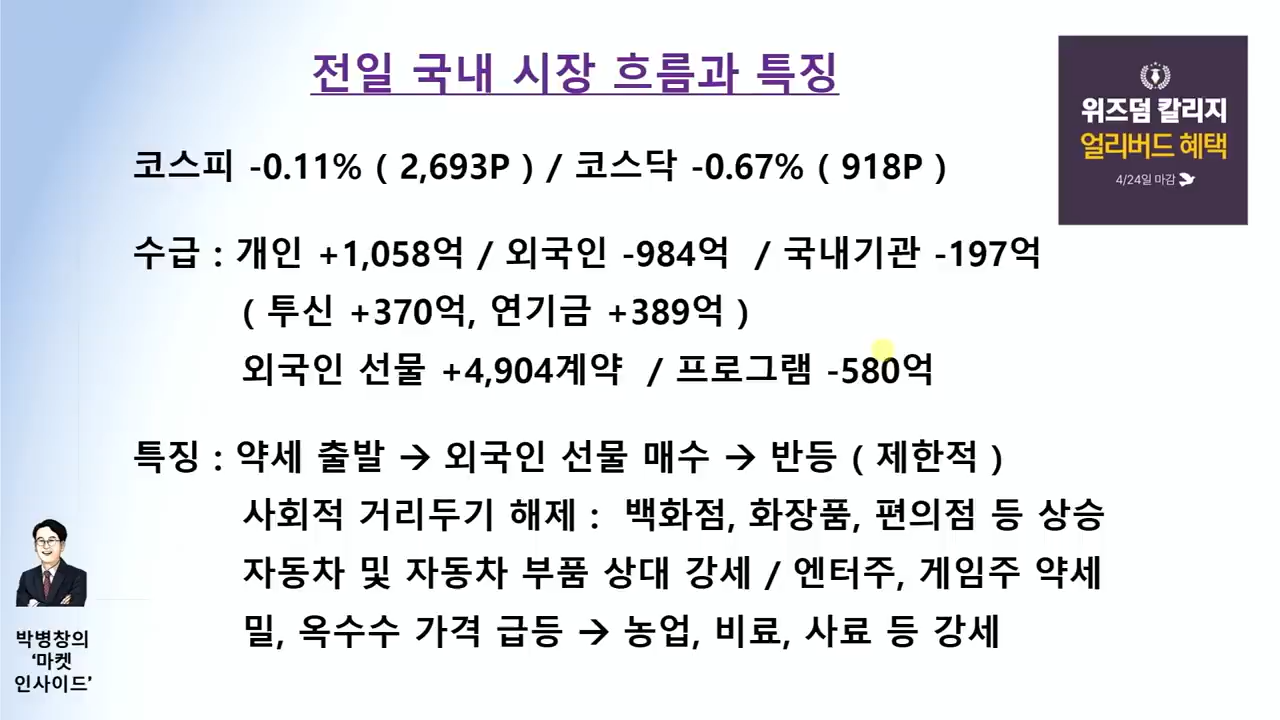 전일 국내 시장 흐름과 특징
위즈덤 칼리지
얼리버드 혜택
4/24일 마감
코스피 -0.11% ( 2,693P ) / 코스닥 -0.67% ( 918P )
수급 : 개인 +1,058억 / 외국인 -984억 / 국내기관 -197억
( 투신 +370억, 연기금 +389억 )
외국인 선물 +4,904계약 / 프로그램 -580억
특징 : 약세 출발 → 외국인 선물 매수 → 반등 ( 제한적 )
사회적 거리두기 해제 : 백화점, 화장품, 편의점 등 상승
자동차 및 자동차 부품 상대 강세 / 엔터주, 게임주 약세
밀, 옥수수 가격 급등 → 농업, 비료, 사료 등 강세
박병창의
‘마켓
인사이드’